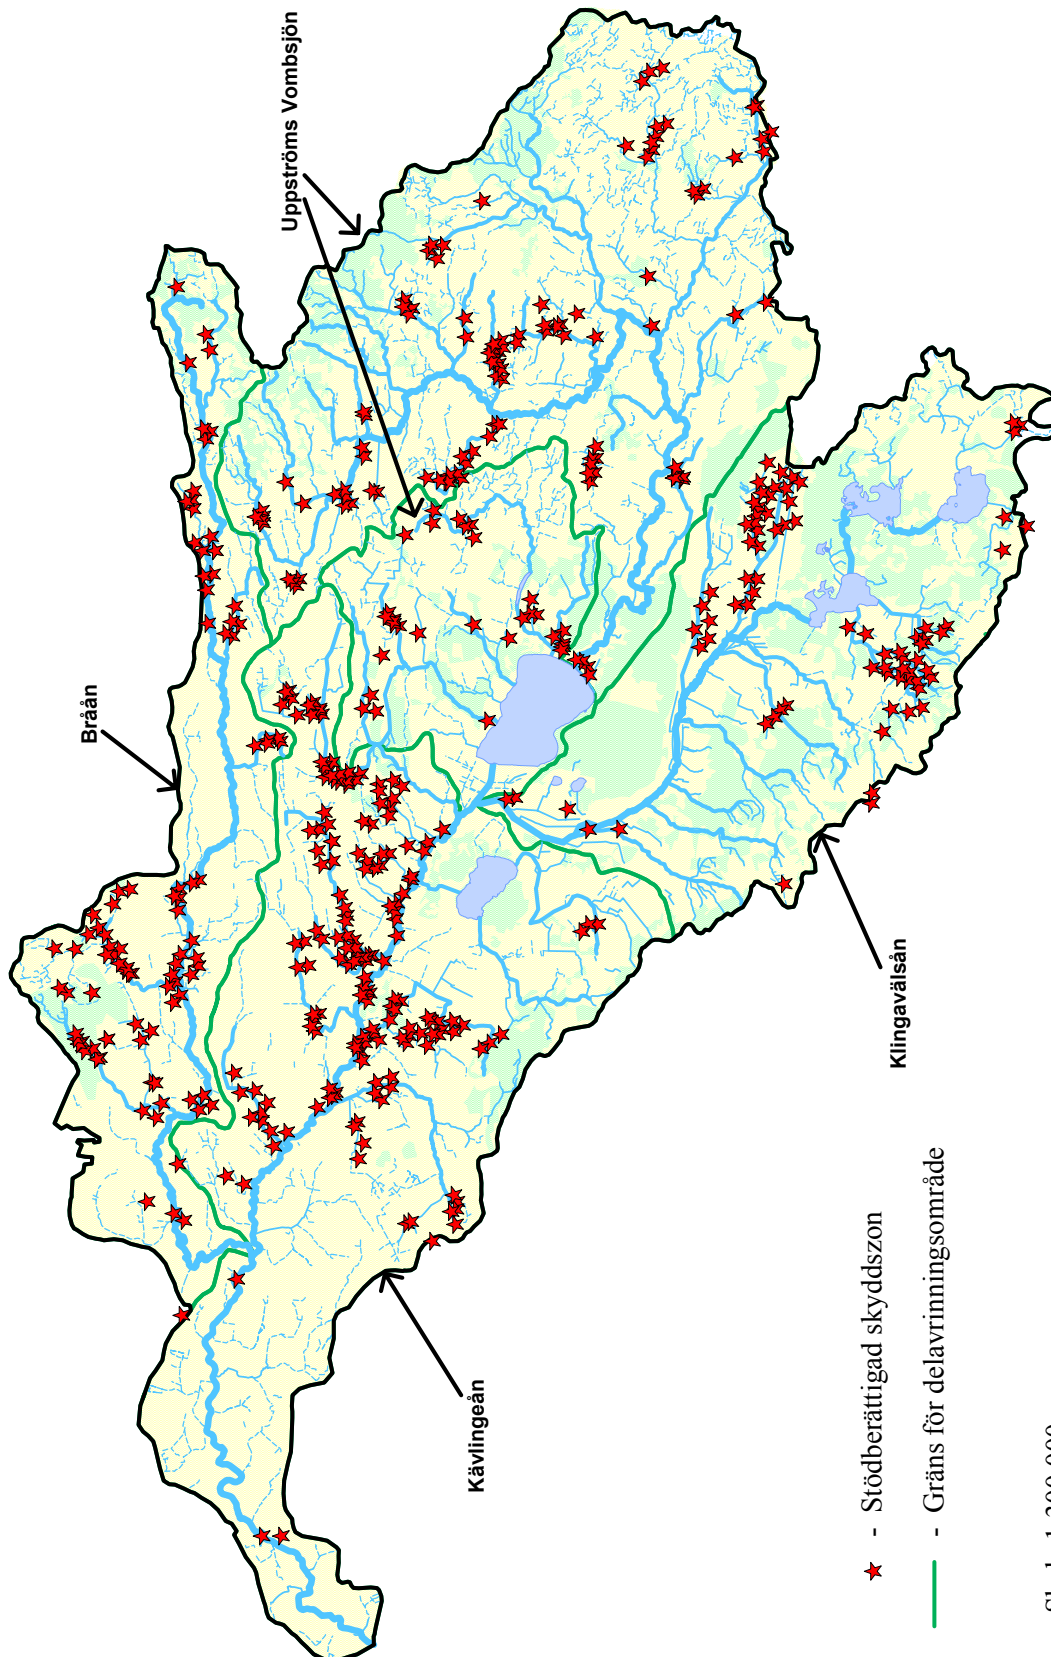 Uppströms Vombsjön
Bråån
Klingavälsån
Kävlingeån
- Stödberättigad skyddszon
- Gräns för delavrinningsområde